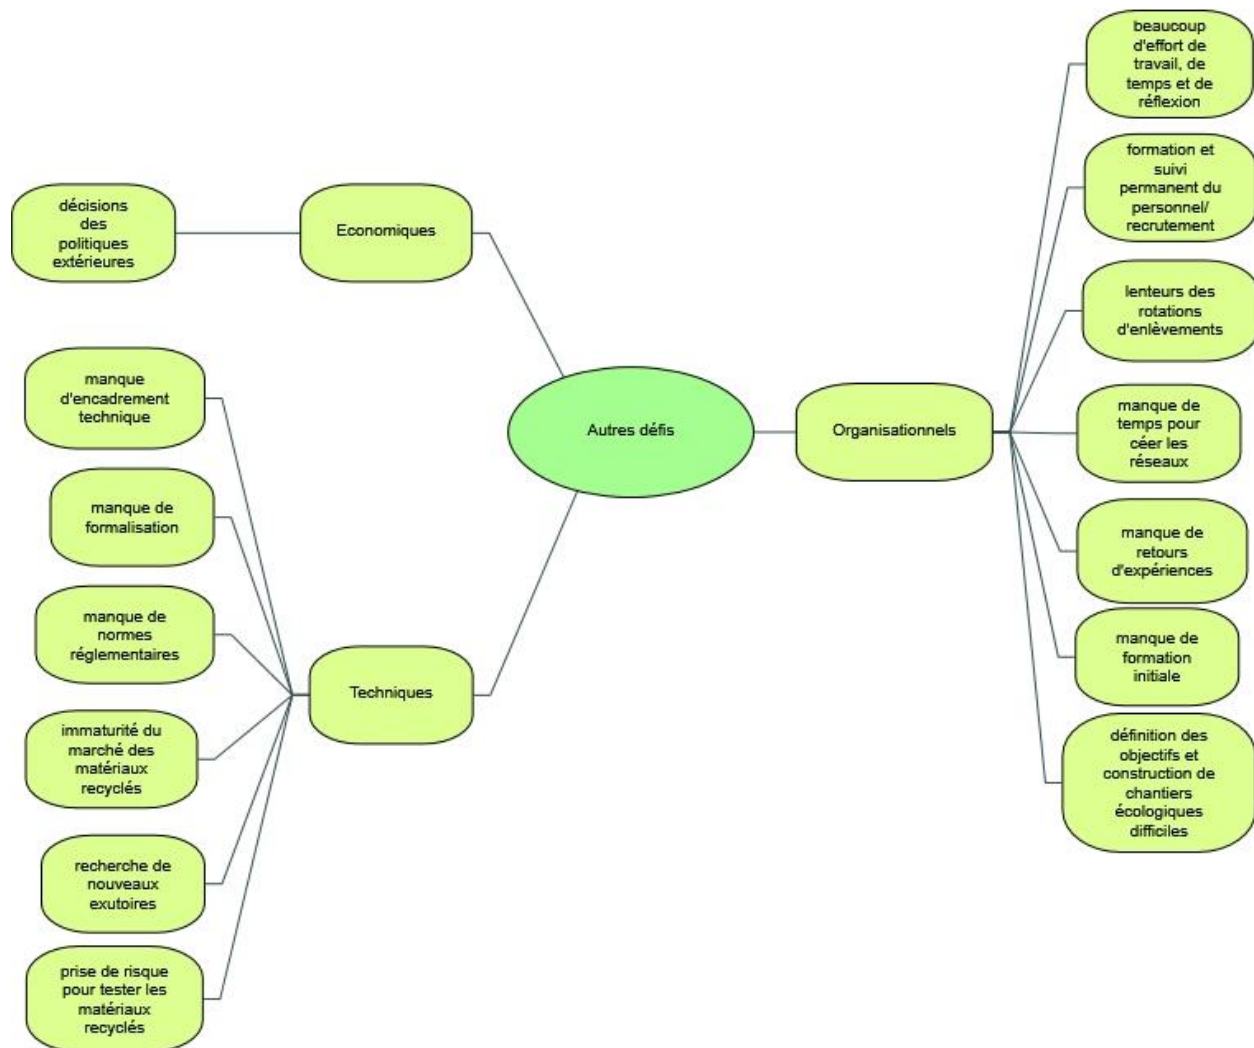 décisions
des
politiques
extérieures
Economiques
manque
d'encadrement
technique
manque de
formalisation
manque de
normes
réglementaires
immaturité du
marché des
matériaux
recyclés
recherche de
nouveaux
exutoires
prise de risque
pour tester les
matériaux
recyclés
Techniques
Autres défis
Organisationnels
beaucoup
d'effort de
travail, de
temps et de
réflexion
formation et
suivi
permanent du
personnel/
recrutement
lenteurs des
rotations
d'enlèvements
manque de
temps pour
céer les
réseaux
manque de
retours
d'expériences
manque de
formation
initiale
définition des
objectifs et
construction de
chantiers
écologiques
difficiles